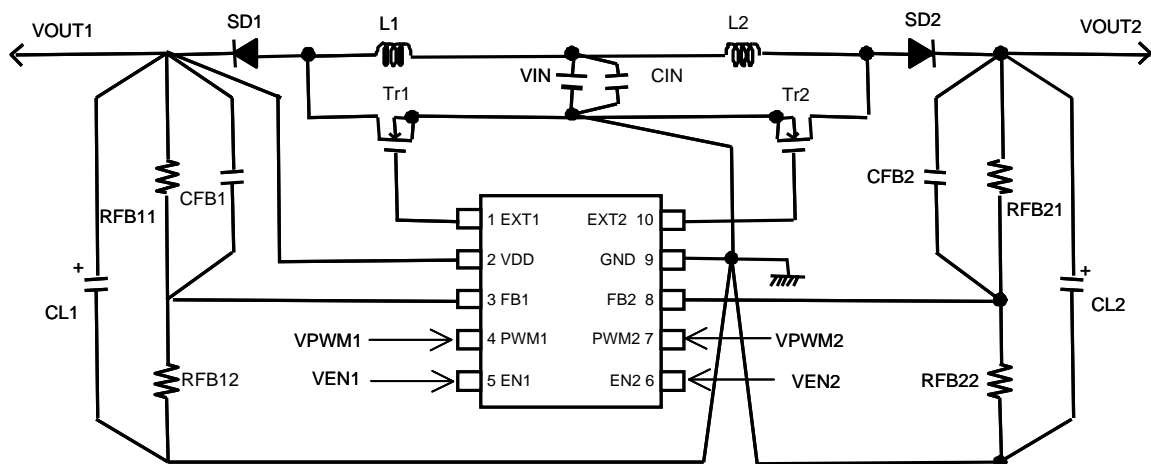 VOUT1 SD1 L1 L2 SD2 VOUT2
VIN CIN
Tr1 Tr2
RFB11 CFB1 CFB2 RFB21
1 EXT1 EXT2 10
2 VDD GND 9
+ CL1 3 FB1 FB2 8 + CL2
VPWM1 4 PWM1 PWM2 7 VPWM2
RFB12 VEN1 5 EN1 EN2 6 VEN2 RFB22